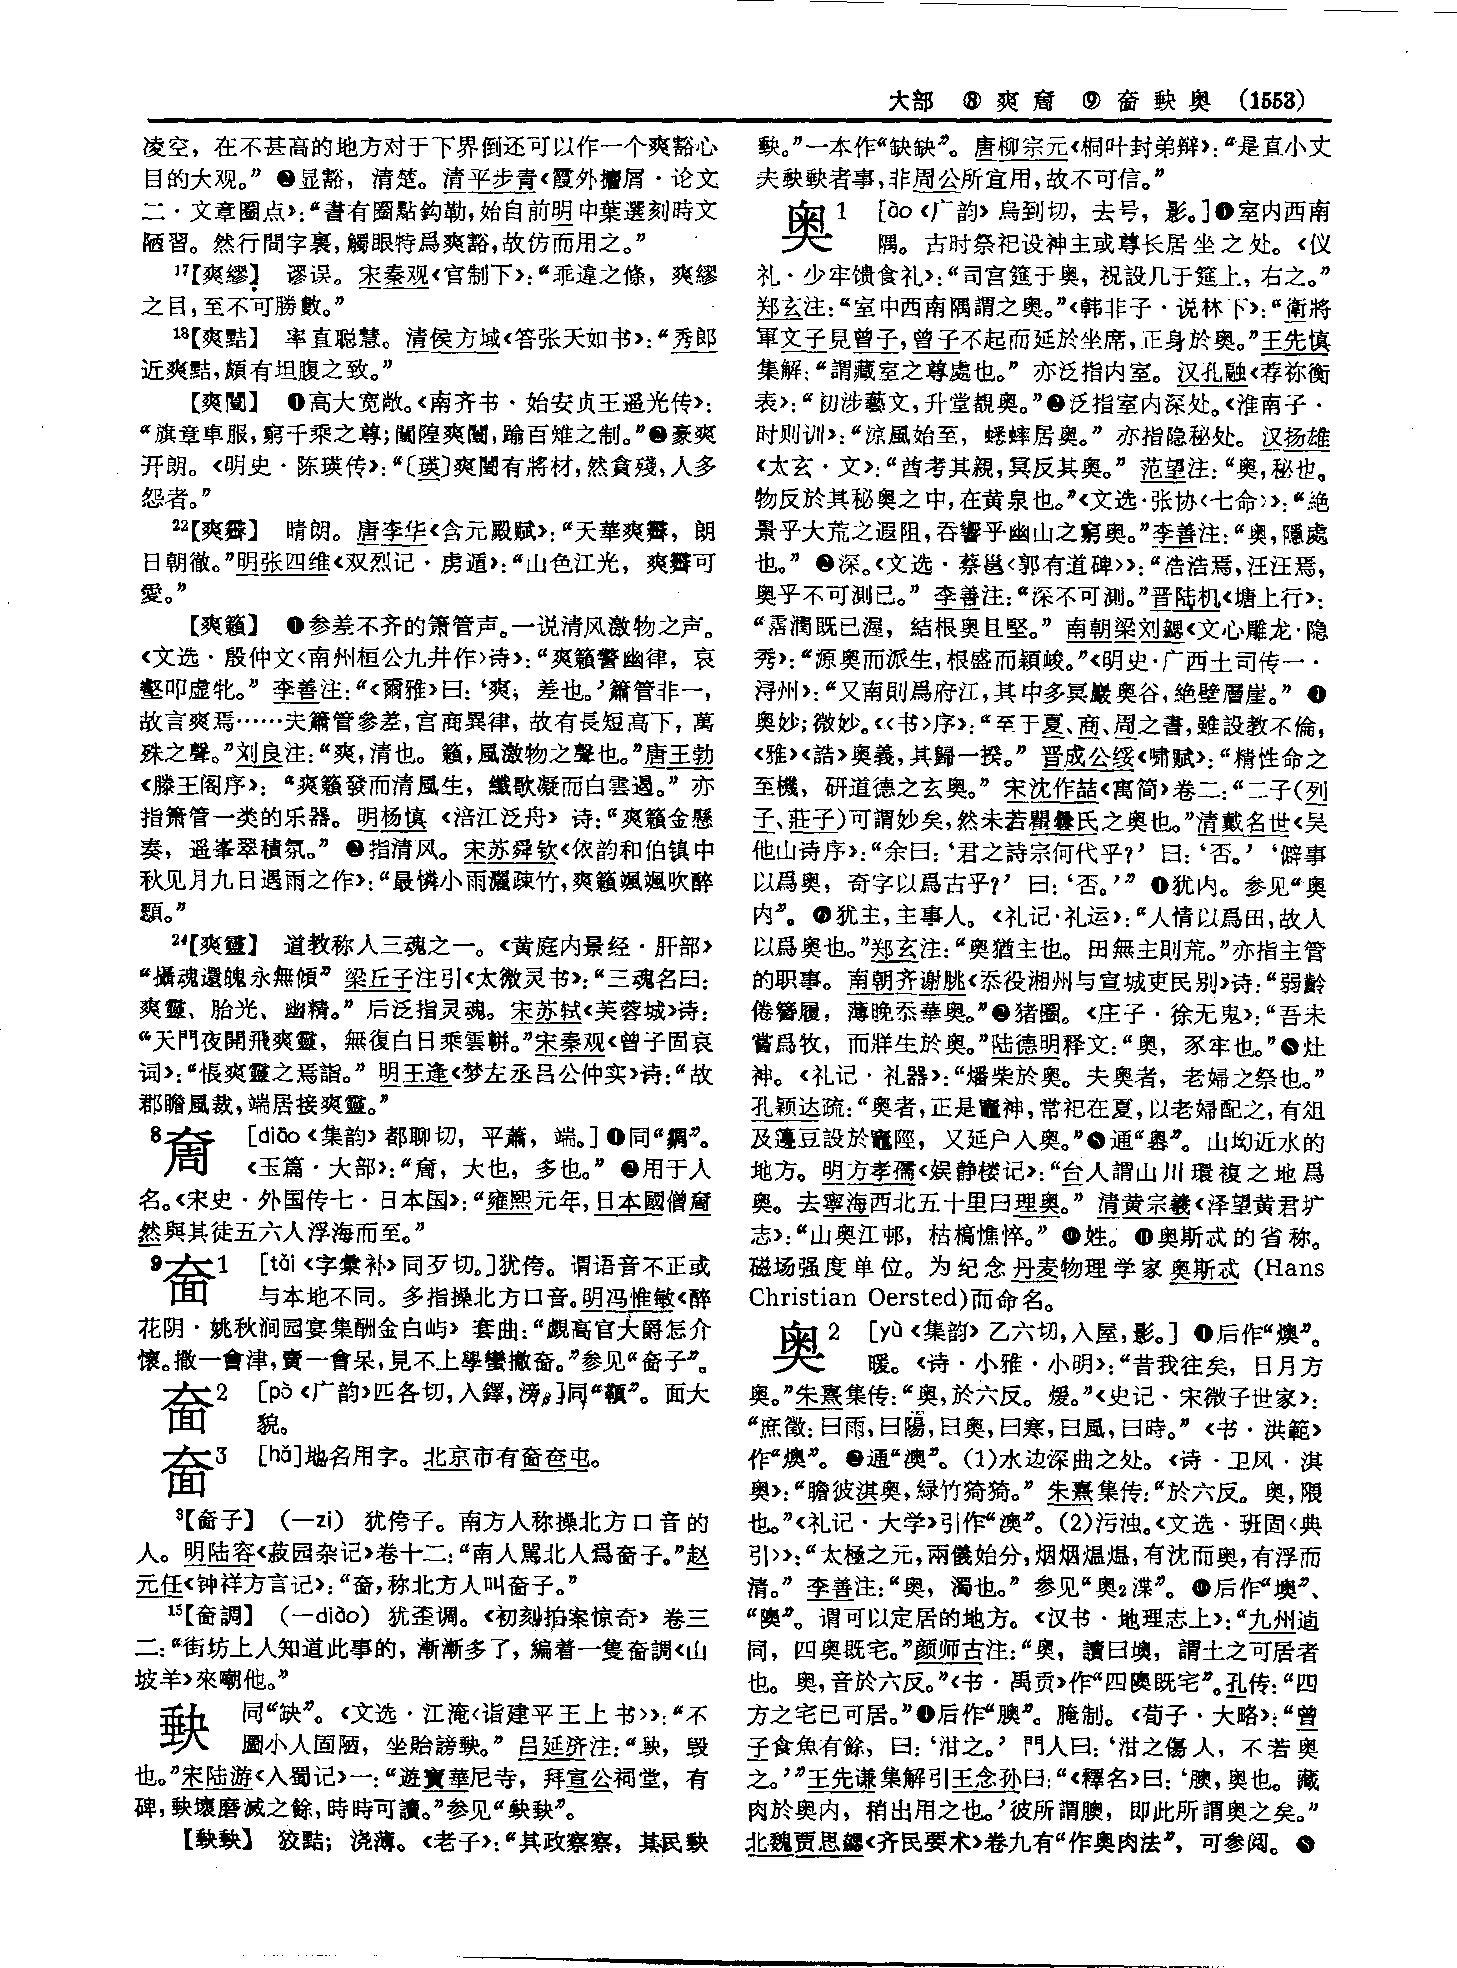 大部 ⑧ 爽 奝 ⑨ 奤 𡙇 奥 (1553)
凌空，在不甚高的地方对于下界倒还可以作一个爽豁心
目的大观。” ❷显豁，清楚。清平步青《霞外攟屑·论文
二·文章圈点》：“書有圈點鈎勒，始自前明中葉選刻時文
陋習。然行間字裏，觸眼特爲爽豁，故仿而用之。”
17【爽繆】 谬误。宋秦观《官制下》：“乖違之條，爽繆
之目，至不可勝數。”
18【爽黠】 率直聪慧。清侯方域《答张天如书》：“秀郎
近爽黠，頗有坦腹之致。”
【爽闓】 ❶高大宽敞。《南齐书·始安贞王遥光传》：
“旗章車服，窮千乘之尊；闉隍爽闓，踰百雉之制。”❷豪爽
开朗。《明史·陈瑛传》：“〔瑛〕爽闓有將材，然貪殘，人多
怨者。”
22【爽霽】 晴朗。唐李华《含元殿赋》：“天華爽霽，朗
日朝徹。”明张四维《双烈记·虏遁》：“山色江光，爽霽可
愛。”
【爽籟】 ❶参差不齐的箫管声。一说清风激物之声。
《文选·殷仲文〈南州桓公九井作〉诗》：“爽籟警幽律，哀
壑叩虚牝。” 李善注：“《爾雅》曰：‘爽，差也。’簫管非一，
故言爽焉……夫簫管參差，宫商異律，故有長短高下，萬
殊之聲。”刘良注：“爽，清也。籟，風激物之聲也。”唐王勃
《滕王阁序》：“爽籟發而清風生，纖歌凝而白雲遏。” 亦
指箫管一类的乐器。明杨慎《涪江泛舟》诗：“爽籟金懸
奏，遥峯翠積氛。” ❷指清风。宋苏舜钦《依韵和伯镇中
秋见月九日遇雨之作》：“最憐小雨灑疎竹，爽籟颯颯吹醉
頤。”
24【爽靈】 道教称人三魂之一。《黄庭内景经·肝部》
“攝魂還魄永無傾” 梁丘子注引《太微灵书》：“三魂名曰：
爽靈、胎光、幽精。” 后泛指灵魂。宋苏轼《芙蓉城》诗：
“天門夜開飛爽靈，無復白日乘雲軿。”宋秦观《曾子固哀
词》：“悵爽靈之焉詣。” 明王逢《梦左丞吕公仲实》诗：“故
郡瞻風裁，端居接爽靈。”
8奝 [diāo《集韵》都聊切，平萧，端。]❶同“𩫻”。
《玉篇·大部》：“奝，大也，多也。” ❷用于人
名。《宋史·外国传七·日本国》：“雍熙元年，日本國僧奝
然與其徒五六人浮海而至。”
9奤1 [tǎi《字彙补》同歹切。]犹侉。谓语音不正或
与本地不同。多指操北方口音。明冯惟敏《醉
花阴·姚秋涧园宴集酬金白屿》套曲：“覷高官大爵怎介
懷。撒一會津，賣一會呆，見不上學蠻撇奤。”参见“奤子”。
奤2 [pò《广韵》匹各切，入鐸，滂。]同“𩑔”。面大
貌。
奤3 [hǎ]地名用字。北京市有奤夿屯。
3【奤子】 （—zi） 犹侉子。南方人称操北方口音的
人。明陆容《菽园杂记》卷十二：“南人駡北人爲奤子。”赵
元任《钟祥方言记》：“奤，称北方人叫奤子。”
15【奤調】 （—diào） 犹歪调。《初刻拍案惊奇》卷三
二：“街坊上人知道此事的，漸漸多了，編着一隻奤調《山
坡羊》來嘲他。”
𡙇 同“缺”。《文选·江淹〈诣建平王上书〉》：“不
圖小人固陋，坐貽謗𡙇。” 吕延济注：“𡙇，毁
也。”宋陆游《入蜀记》一：“遊寶華尼寺，拜宣公祠堂，有
碑，𡙇壞磨滅之餘，時時可讀。”参见“𡙇𡙇”。
【𡙇𡙇】 狡黠；浇薄。《老子》：“其政察察，其民𡙇
𡙇。”一本作“缺缺”。唐柳宗元《桐叶封弟辩》：“是直小丈
夫𡙇𡙇者事，非周公所宜用，故不可信。”
奥1 [ào《广韵》烏到切，去号，影。]❶室内西南
隅。古时祭祀设神主或尊长居坐之处。《仪
礼·少牢馈食礼》：“司宫筵于奥，祝設几于筵上，右之。”
郑玄注：“室中西南隅謂之奥。”《韩非子·说林下》：“衛將
軍文子見曾子，曾子不起而延於坐席，正身於奥。”王先慎
集解：“謂藏室之尊處也。” 亦泛指内室。汉孔融《荐祢衡
表》：“初涉藝文，升堂覩奥。”❷泛指室内深处。《淮南子·
时则训》：“涼風始至，蟋蟀居奥。” 亦指隐秘处。汉扬雄
《太玄·文》：“酋考其親，冥反其奥。” 范望注：“奥，秘也。
物反於其秘奥之中，在黄泉也。”《文选·张协〈七命〉》：“絶
景乎大荒之遐阻，吞響乎幽山之窮奥。”李善注：“奥，隱處
也。” ❸深。《文选·蔡邕〈郭有道碑〉》：“浩浩焉，汪汪焉，
奥乎不可測已。” 李善注：“深不可測。”晋陆机《塘上行》：
“霑潤既已渥，結根奥且堅。” 南朝梁刘勰《文心雕龙·隐
秀》：“源奥而派生，根盛而穎峻。”《明史·广西土司传一·
浔州》：“又南則爲府江，其中多冥巖奥谷，絶壁層崖。” ❹
奥妙；微妙。《〈书〉序》：“至于夏、商、周之書，雖設教不倫，
《雅》《誥》奥義，其歸一揆。” 晋成公绥《啸赋》：“精性命之
至機，研道德之玄奥。” 宋沈作喆《寓简》卷二：“二子（列
子、莊子）可謂妙矣，然未若瞿曇氏之奥也。”清戴名世《吴
他山诗序》：“余曰：‘君之詩宗何代乎？’ 曰：‘否。’ ‘僻事
以爲奥，奇字以爲古乎？’ 曰：‘否。’” ❺犹内。参见“奥
内”。❻犹主，主事人。《礼记·礼运》：“人情以爲田，故人
以爲奥也。”郑玄注：“奥猶主也。田無主則荒。”亦指主管
的职事。南朝齐谢朓《忝役湘州与宣城吏民别》诗：“弱齡
倦簪履，薄晚忝華奥。”❼猪圈。《庄子·徐无鬼》：“吾未
嘗爲牧，而牂生於奥。”陆德明释文：“奥，豕牢也。”❽灶
神。《礼记·礼器》：“燔柴於奥。夫奥者，老婦之祭也。”
孔颖达疏：“奥者，正是竈神，常祀在夏，以老婦配之，有俎
及籩豆設於竈陘，又延户入奥。”❾通“嶴”。山坳近水的
地方。明方孝孺《娱静楼记》：“台人謂山川環複之地爲
奥。去寧海西北五十里曰理奥。” 清黄宗羲《泽望黄君圹
志》：“山奥江邨，枯槁憔悴。” ❿姓。⓫奥斯忒的省称。
磁场强度单位。为纪念丹麦物理学家奥斯忒（Hans
Christian Oersted)而命名。
奥2 [yù《集韵》乙六切，入屋，影。] ❶后作“燠”。
暖。《诗·小雅·小明》：“昔我往矣，日月方
奥。”朱熹集传：“奥，於六反。煖。”《史记·宋微子世家》：
“庶徵：曰雨，曰陽，曰奥，曰寒，曰風，曰時。”《书·洪範》
作“燠”。❷通“澳”。(1)水边深曲之处。《诗·卫风·淇
奥》：“瞻彼淇奥，緑竹猗猗。” 朱熹集传：“於六反。奥，隈
也。”《礼记·大学》引作“澳”。(2)污浊。《文选·班固〈典
引〉》：“太極之元，兩儀始分，烟烟熅熅，有沈而奥，有浮而
清。” 李善注：“奥，濁也。” 参见“奥2渫”。❸后作“墺”、
“隩”。谓可以定居的地方。《汉书·地理志上》：“九州逌
同，四奥既宅。”颜师古注：“奥，讀曰墺，謂土之可居者
也。奥，音於六反。”《书·禹贡》作“四隩既宅”。孔传：“四
方之宅已可居。”❹后作“腴”。腌制。《荀子·大略》：“曾
子食魚有餘，曰：‘泔之。’ 門人曰：‘泔之傷人，不若奥
之。’”王先谦集解引王念孙曰：“《釋名》曰：‘腴，奥也。藏
肉於奥内，稍出用之也。’彼所謂腴，即此所謂奥之矣。”
北魏贾思勰《齐民要术》卷九有“作奥肉法”，可参阅。❺